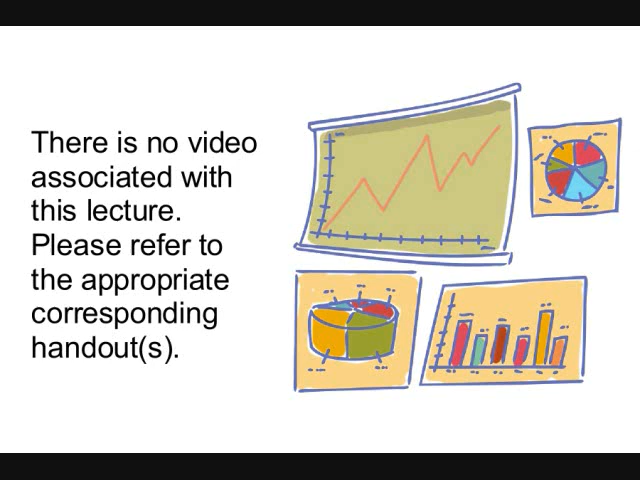 There is no video
associated with
this lecture.
Please refer to
the appropriate
corresponding
handout(s).